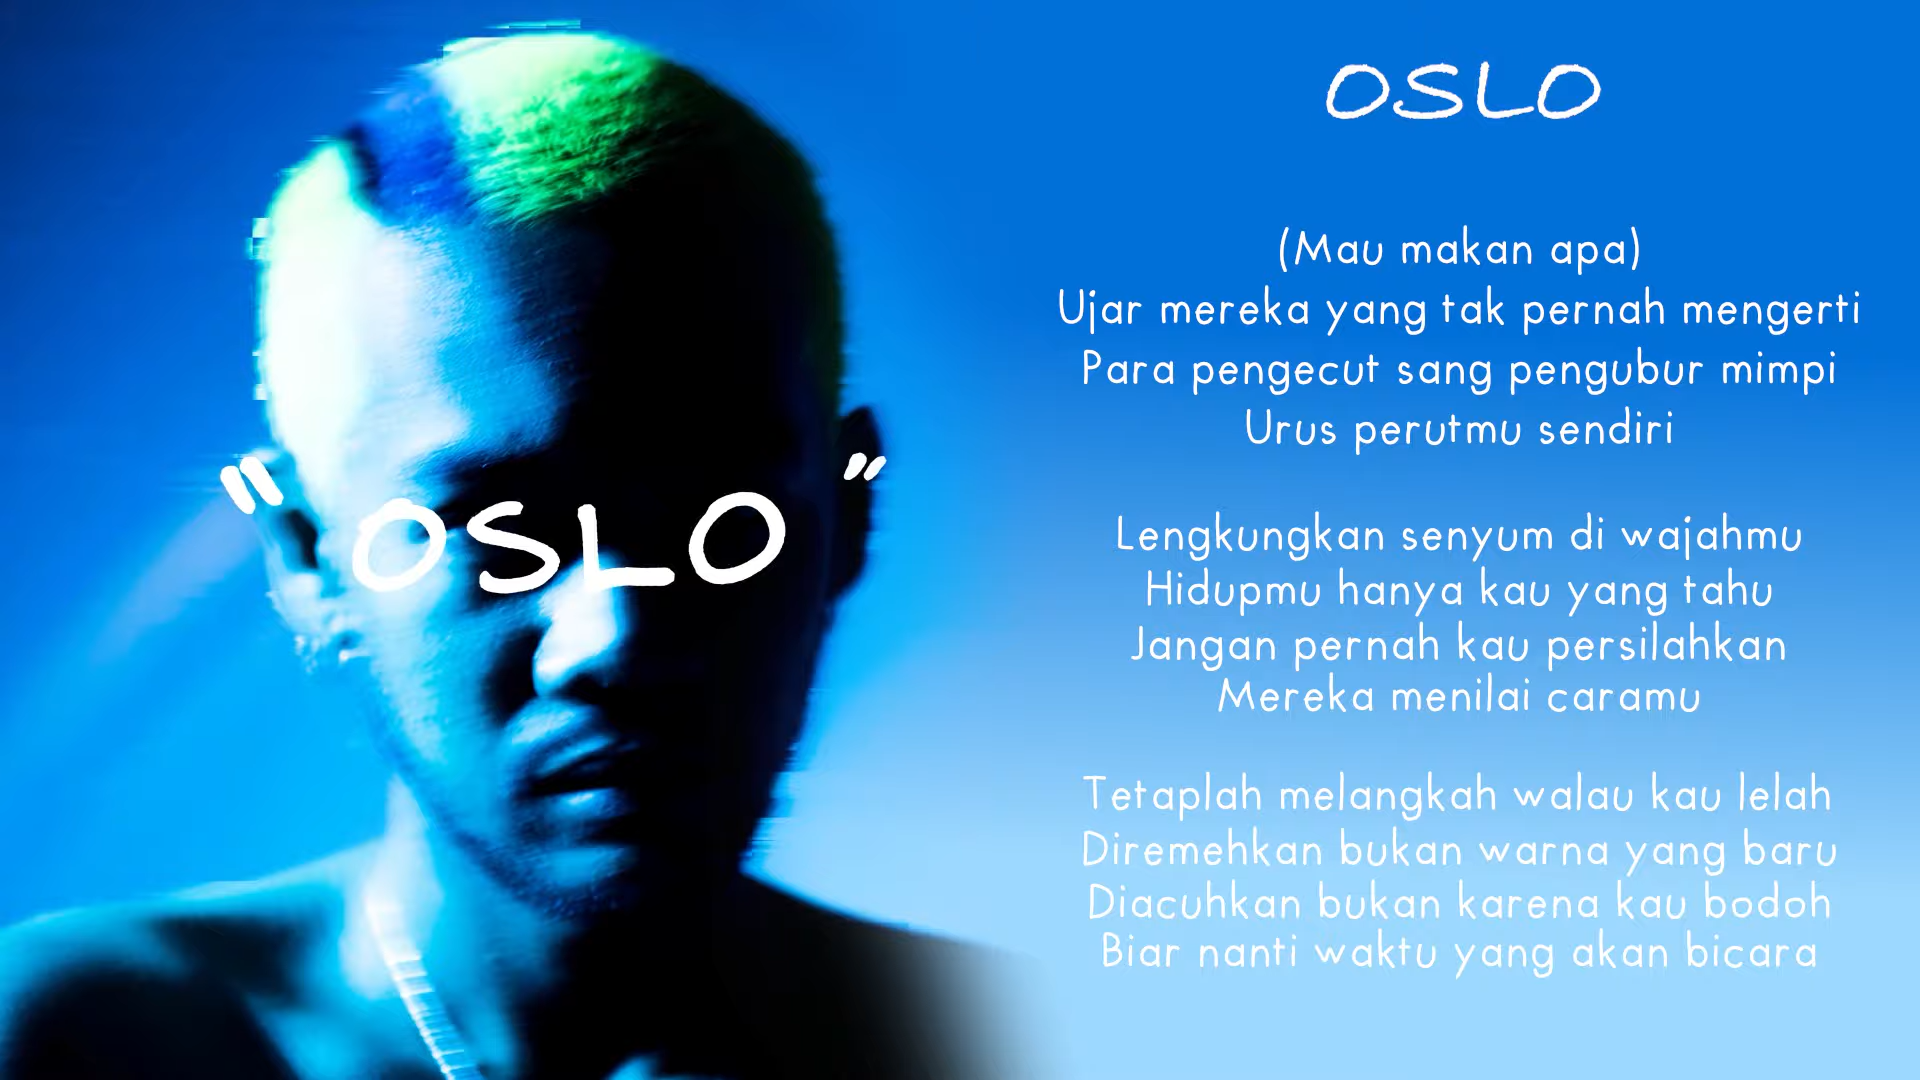 "OSLO"
OSLO
(Mau makan apa)
Ujar mereka yang tak pernah mengerti
Para pengecut sang pengubur mimpi
Urus perutmu sendiri
Lengkungkan senyum di wajahmu
Hidupmu hanya kau yang tahu
Jangan pernah kau persilahkan
Mereka menilai caramu
Tetaplah melangkah walau kau lelah
Diremehkan bukan warna yang baru
Diacuhkan bukan karena kau bodoh
Biar nanti waktu yang akan bicara